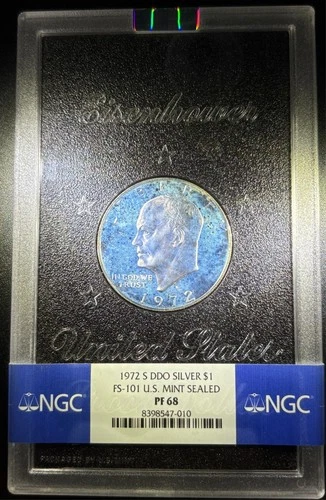 Eisenhower
IN GOD WE
TRUST
1972
United States
NGC
1972 S DDO SILVER $1
FS-101 U.S. MINT SEALED
PF 68
8398547-010
NGC